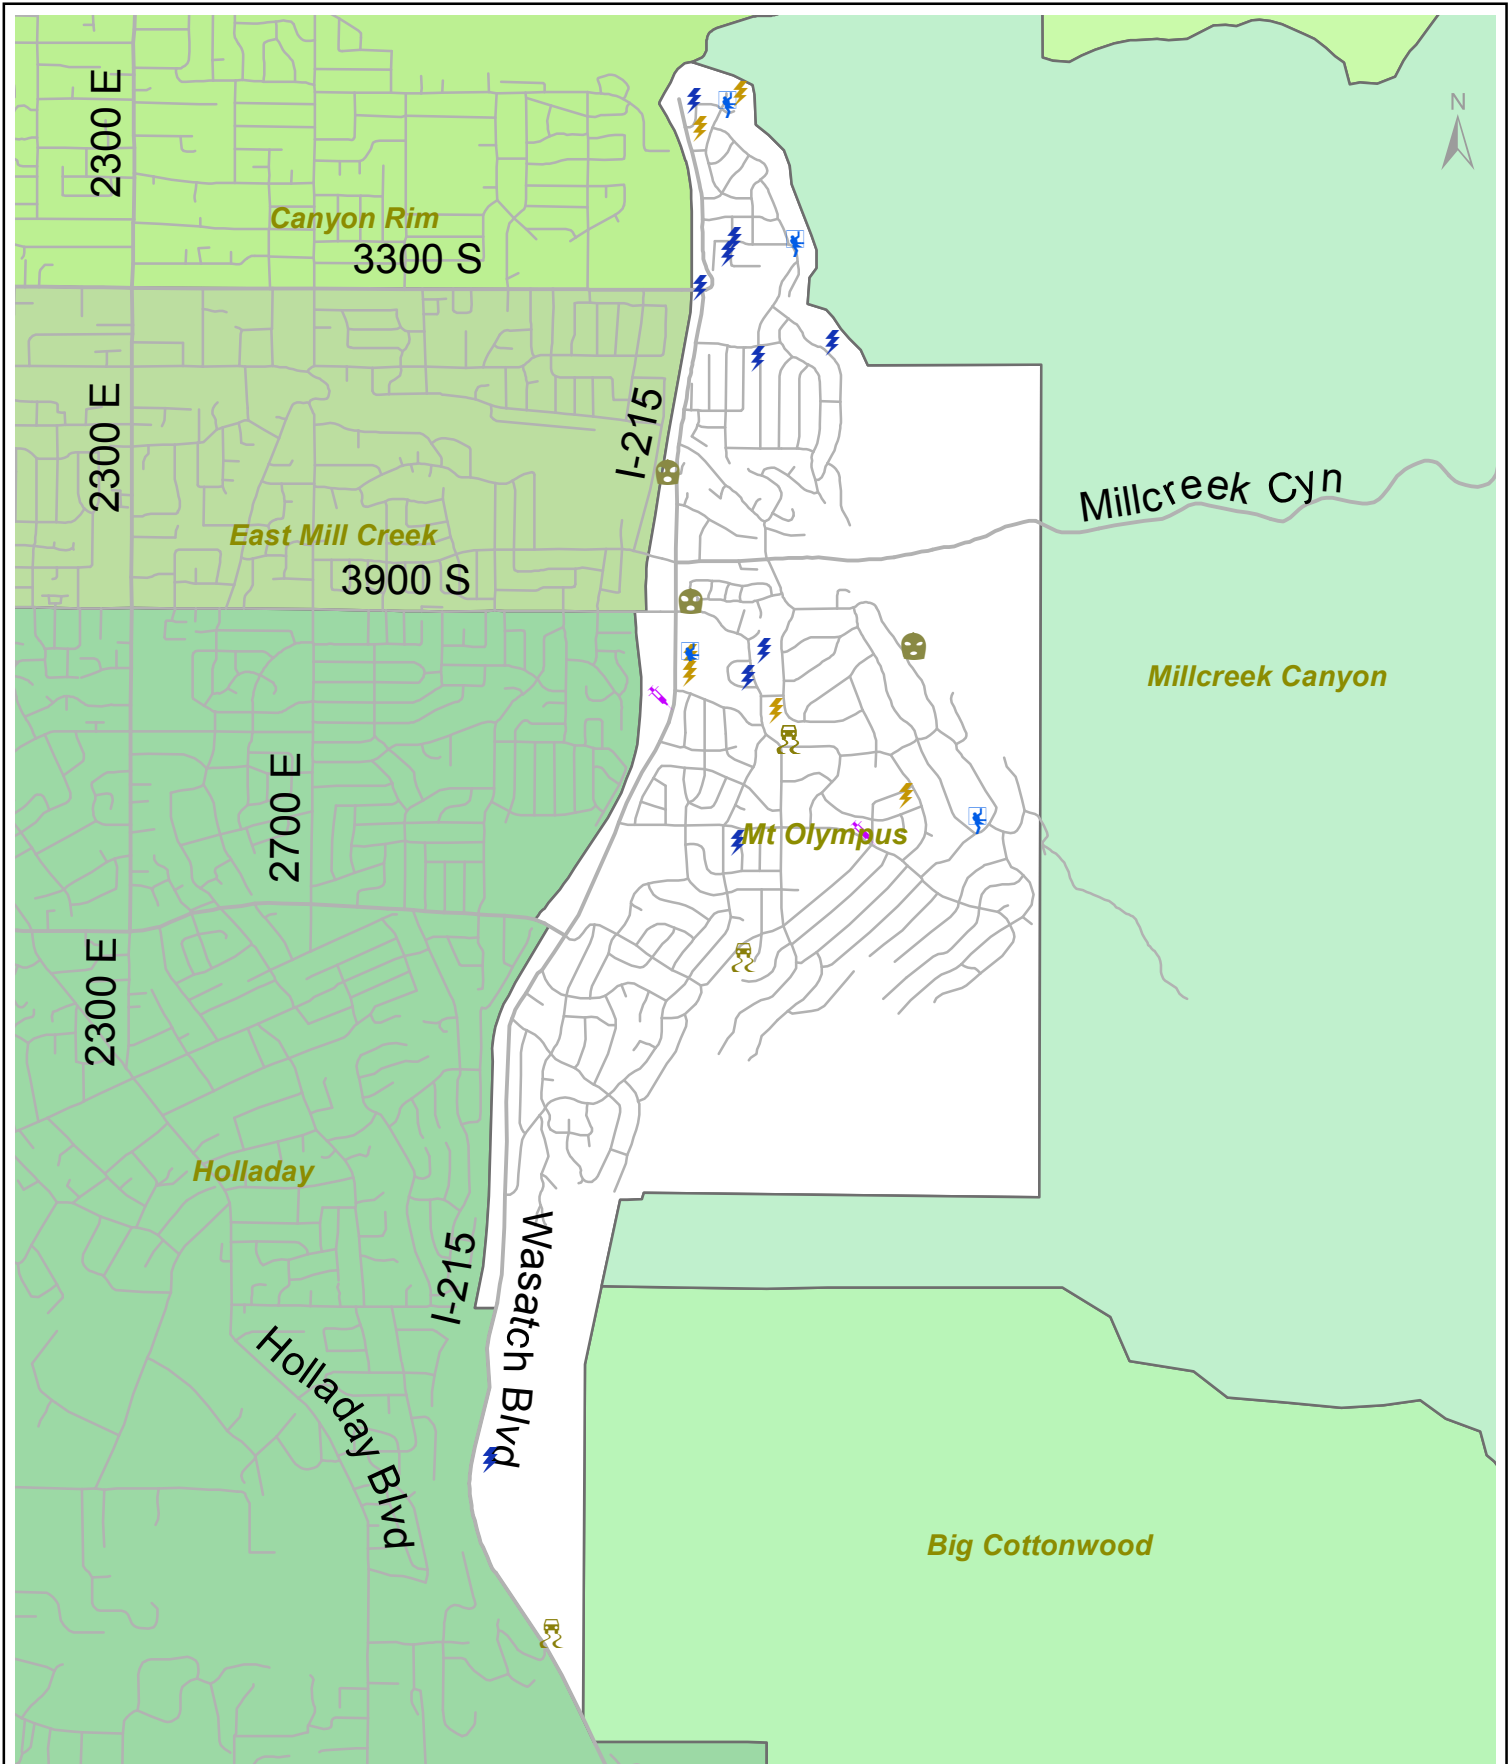 N
2300 E
Canyon Rim
3300 S
I-215
2300 E
Millcreek Cyn
East Mill Creek
3900 S
Millcreek Canyon
2700 E
Mt Olympus
2300 E
Holladay
I-215
Wasatch Blvd
Holladay Blvd
Big Cottonwood